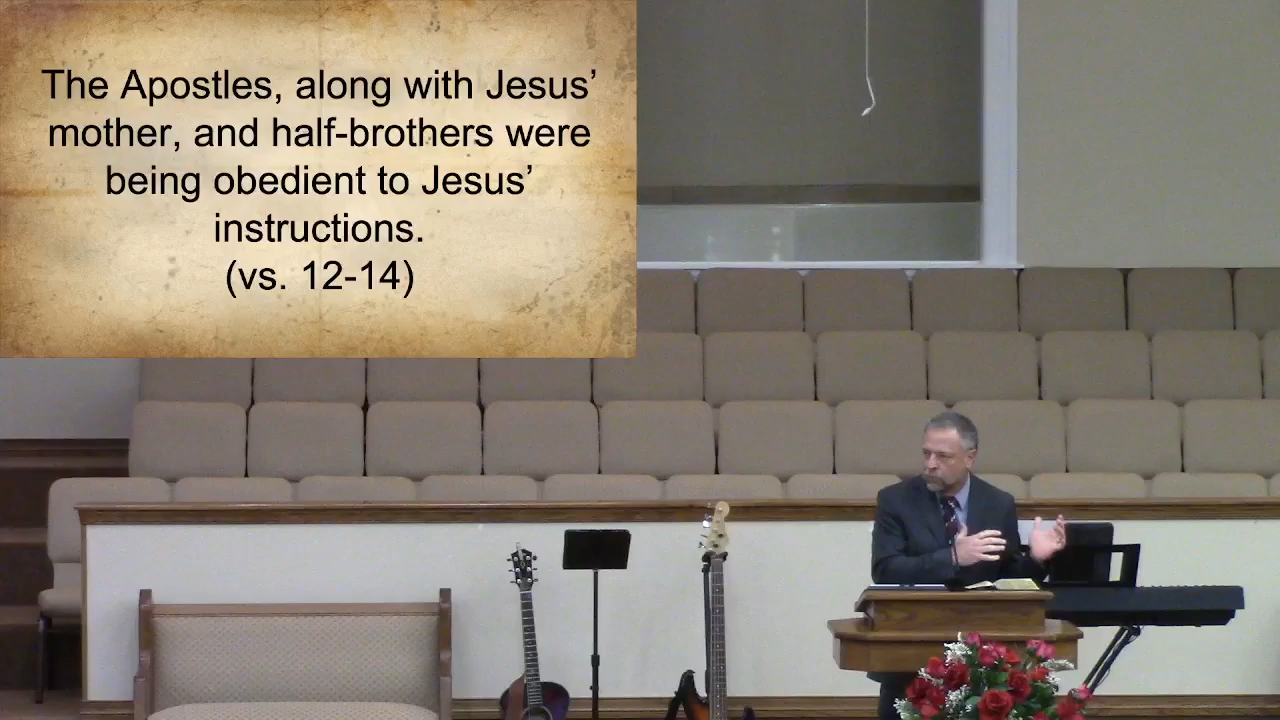 The Apostles, along with Jesus’
mother, and half-brothers were
being obedient to Jesus’
instructions.
(vs. 12-14)